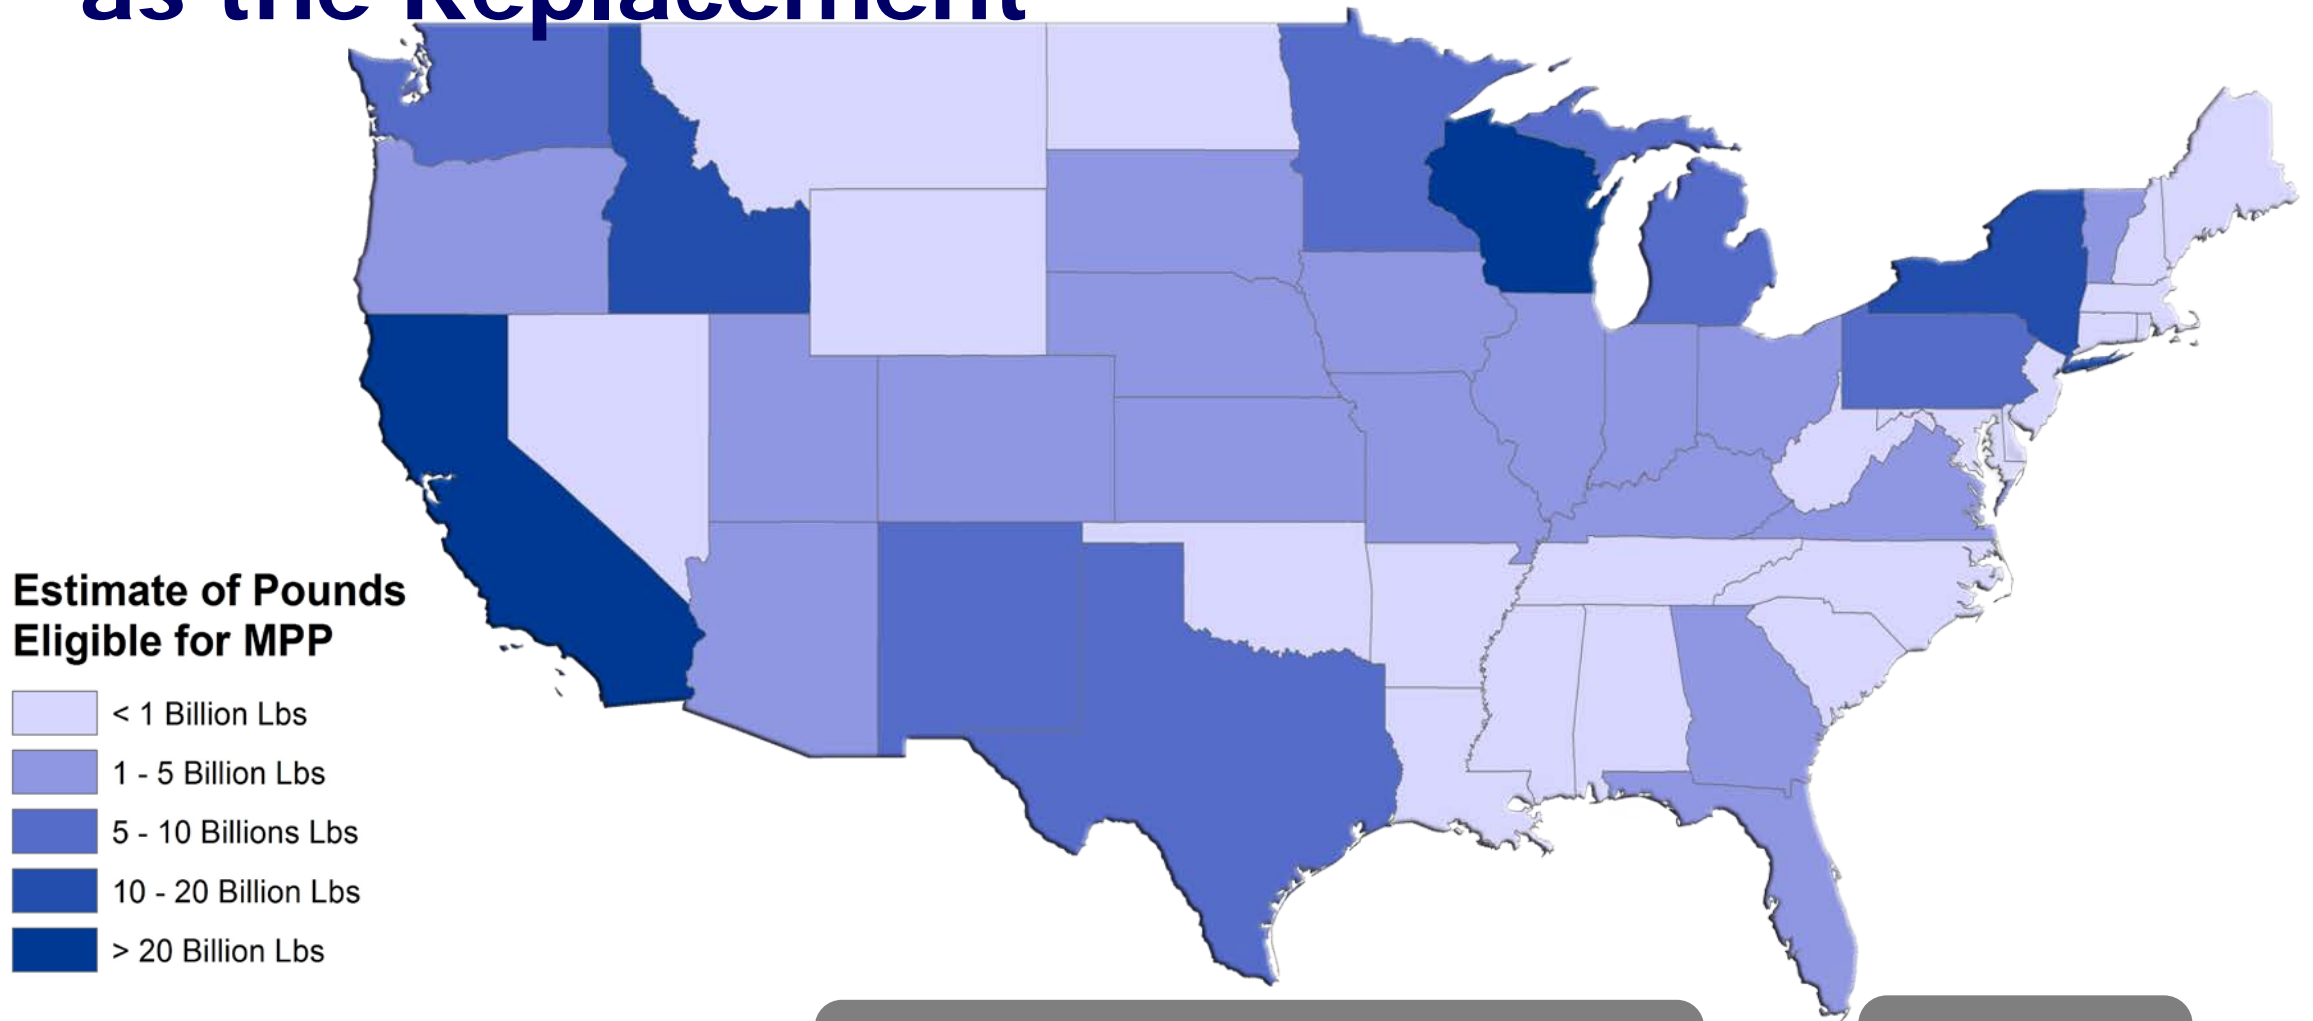 as the Replacement
Estimate of Pounds
Eligible for MPP
< 1 Billion Lbs
1 - 5 Billion Lbs
5 - 10 Billions Lbs
10 - 20 Billion Lbs
> 20 Billion Lbs